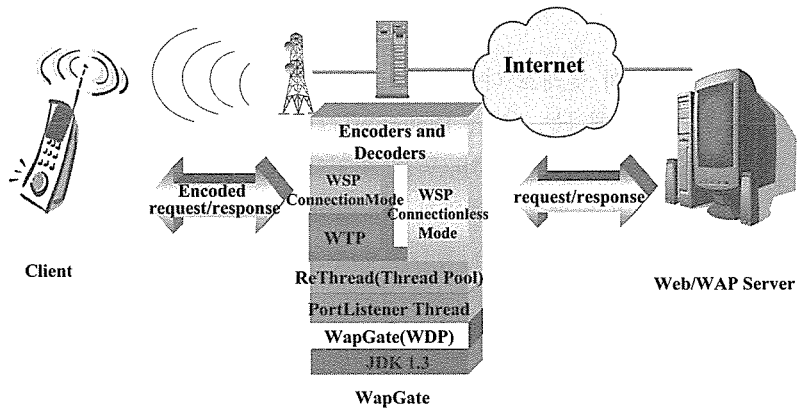 Internet
Encoders and
Decoders
Encoded
request/response
WSP
ConnectionMode
WSP
Connectionless
Mode
request/response
WTP
Client
ReThread(Thread Pool)
Web/WAP Server
PortListener Thread
WapGate(WDP)
JDK 1.3
WapGate